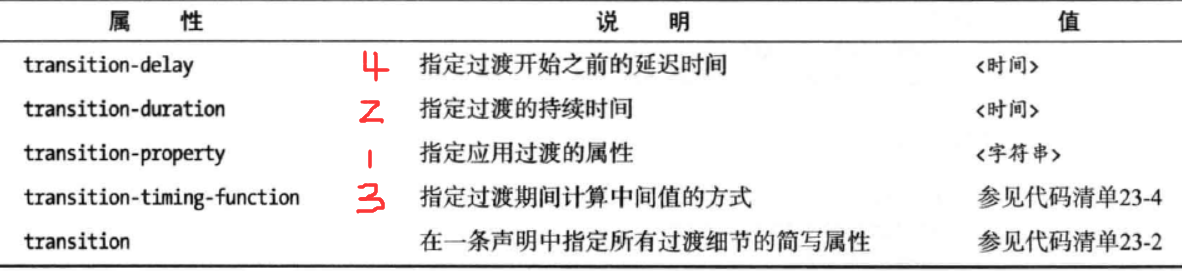 属 性 说 明 值
transition-delay 4 指定过渡开始之前的延迟时间 <时间>
transition-duration 2 指定过渡的持续时间 <时间>
transition-property 1 指定应用过渡的属性 <字符串>
transition-timing-function 3 指定过渡期间计算中间值的方式 参见代码清单23-4
transition 在一条声明中指定所有过渡细节的简写属性 参见代码清单23-2